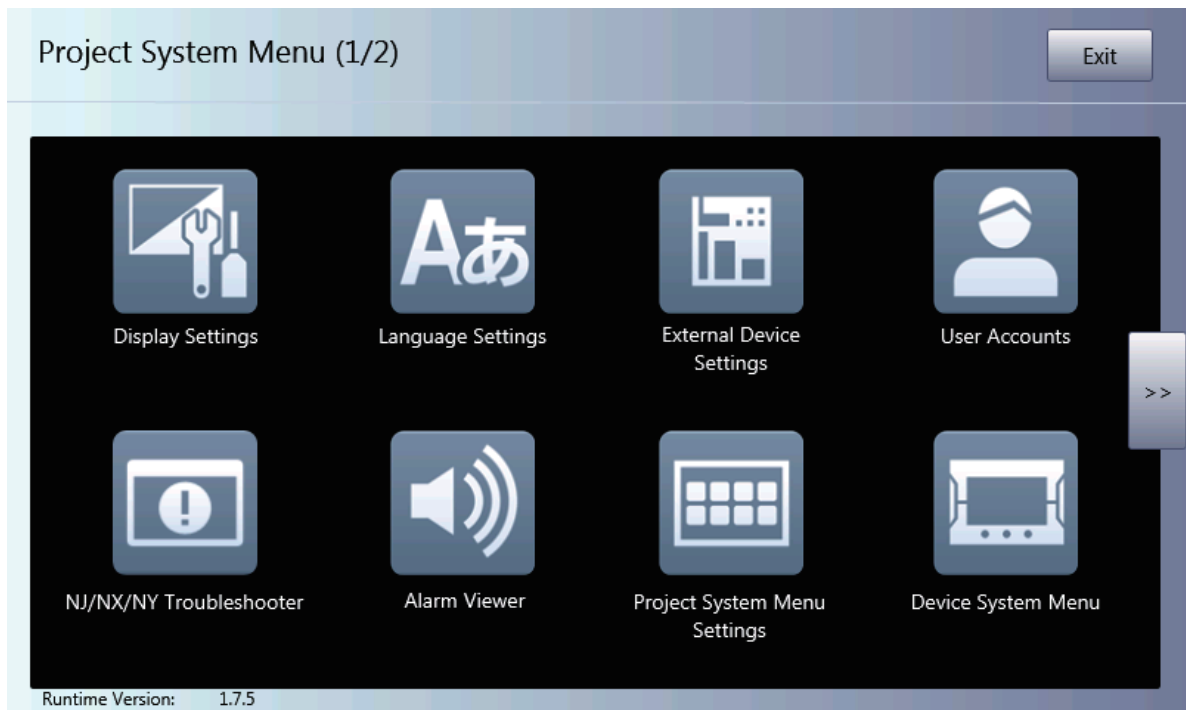 Project System Menu (1/2)
Exit
Aあ
Display Settings
Language Settings
External Device
Settings
User Accounts
>>
NJ/NX/NY Troubleshooter
Alarm Viewer
Project System Menu
Settings
Device System Menu
Runtime Version: 1.7.5